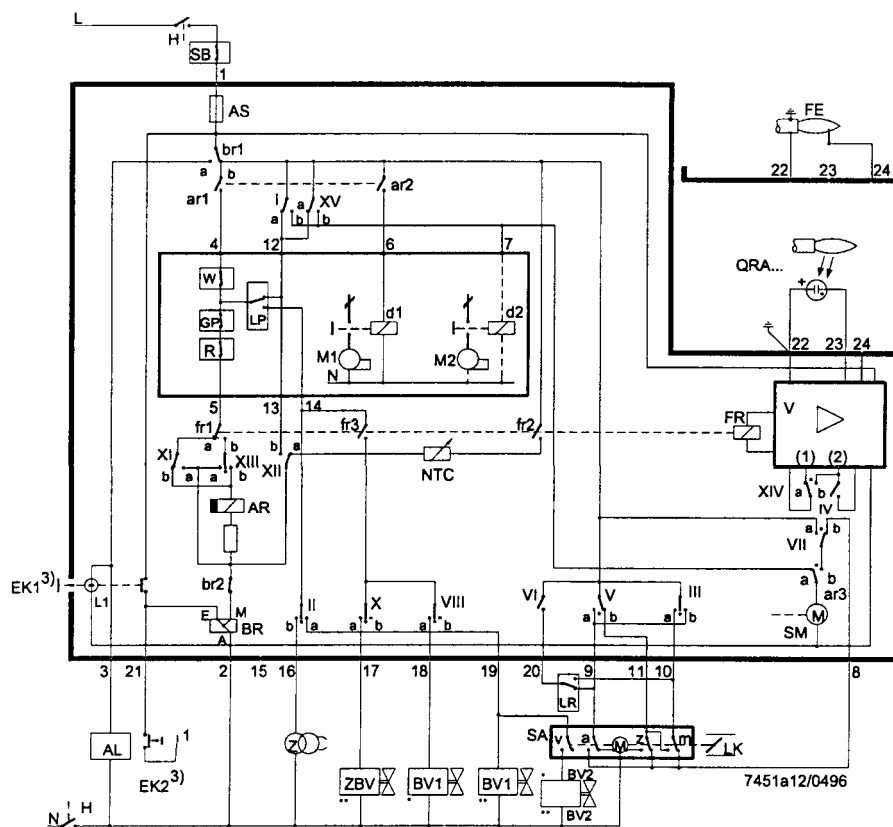 L
H
SB
1
AS
FE
br1
22 23 24
a b
ar1 ar2
i a XV
a b b
4 12 6 7
QRA...
+
W
LP
GP
d1 d2
R
M1 M2
N
22 23 24
V
FR
5 13 14
fr1 fr3 fr2
a b
XI XIII XII
b a a b a
NTC
(1) (2)
XIV
a b
IV
AR
a b
VII
br2
EK1 3)
L1
a b
ar3
VI V III
II X VIII
M
SM
E M
BR
A
b a a b a b a b a b
3 21 2 15 16 17 18 19 20 9 11 10 8
LR
SA
v a M z m
LK
AL
1
Z
EK2 3)
ZBV BV1 BV1 BV2
BV2
7451a12/0496
N H